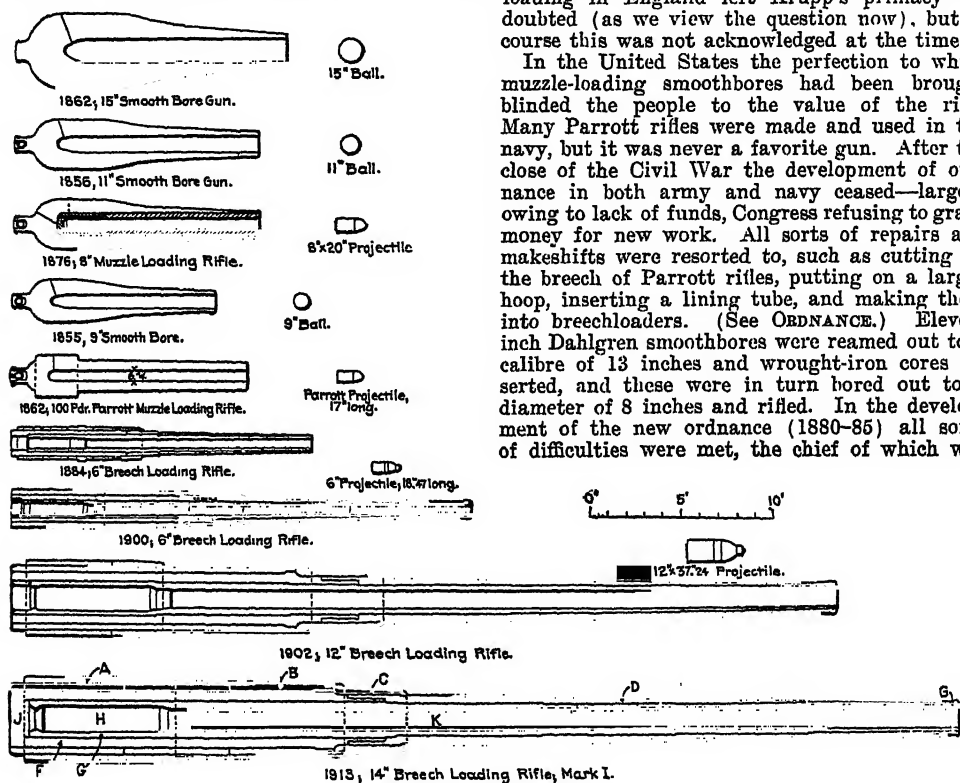 loading in England left Krupp's primacy
doubted (as we view the question now), but
course this was not acknowledged at the time
In the United States the perfection to wh
muzzle-loading smoothbores had been broug
blinded the people to the value of the ri
Many Parrott rifles were made and used in t
navy, but it was never a favorite gun. After t
close of the Civil War the development of o
nance in both army and navy ceased—large
owing to lack of funds, Congress refusing to gra
money for new work. All sorts of repairs a
makeshifts were resorted to, such as cutting
the breech of Parrott rifles, putting on a larg
hoop, inserting a lining tube, and making the
into breechloaders. (See ORDNANCE.) Eleve
inch Dahlgren smoothbores were reamed out to
calibre of 13 inches and wrought-iron cores
serted, and these were in turn bored out to
diameter of 8 inches and rifled. In the develo
ment of the new ordnance (1880-85) all sor
of difficulties were met, the chief of which w
15" Ball.
1862; 15" Smooth Bore Gun.
11" Ball.
1856, 11" Smooth Bore Gun.
8"x20" Projectile
1876; 8" Muzzle Loading Rifle.
9" Ball.
1855, 9" Smooth Bore.
Parrott Projectile,
17" long.
1862; 100 Pdr. Parrott Muzzle Loading Rifle.
1884; 6" Breech Loading Rifle.
6" Projectile, 18."47 long.
0" 5' 10'
1900; 6" Breech Loading Rifle.
12"x37."24 Projectile.
1902; 12" Breech Loading Rifle.
A B C D G
J H K
F G
1913; 14" Breech Loading Rifle; Mark I.